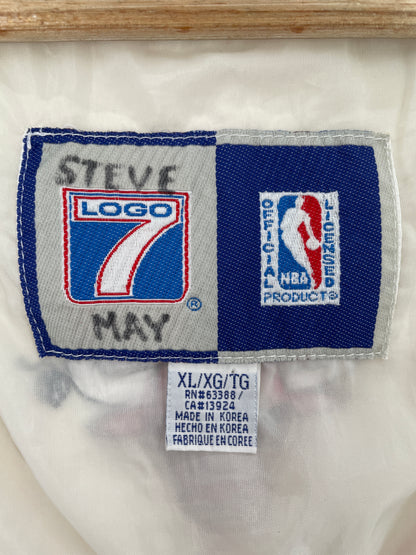 STEVE
LOGO
7
®
MAY
OFFICIAL
LICENSED
NBA
PRODUCT®
XL/XG/TG
RN#63388/
CA#13924
MADE IN KOREA
HECHO EN KOREA
FABRIQUE EN COREE